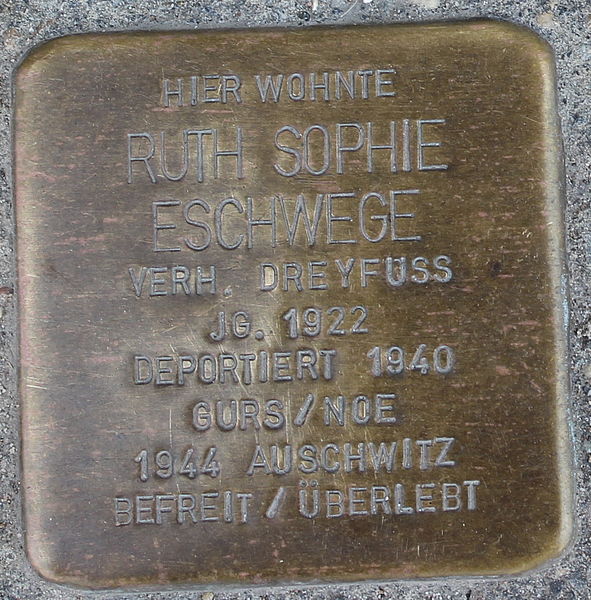 HIER WOHNTE
RUTH SOPHIE
ESCHWEGE
VERH. DREYFUSS
JG. 1922
DEPORTIERT 1940
GURS/NOE
1944 AUSCHWITZ
BEFREIT/ÜBERLEBT